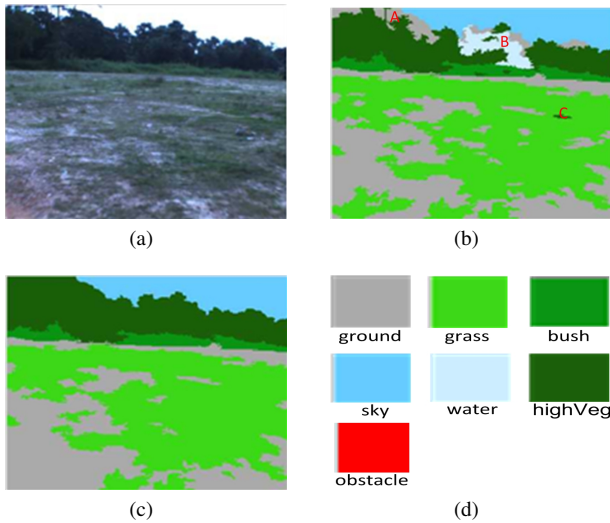 A
B
C
(a)
(b)
ground
grass
bush
sky
water
highVeg
obstacle
(c)
(d)